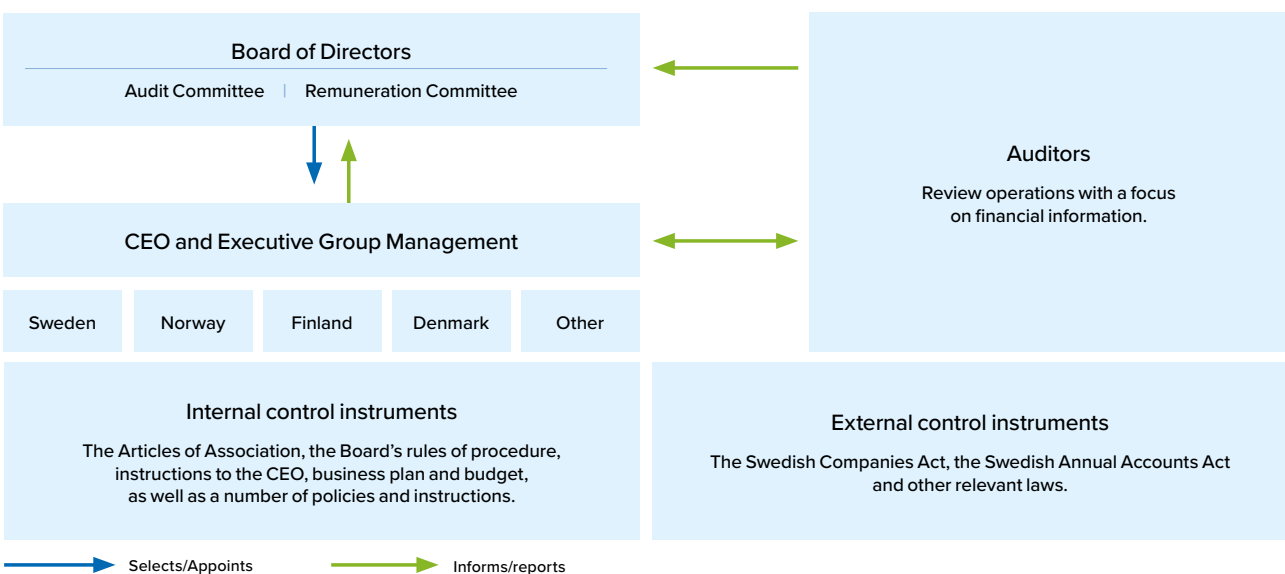 Board of Directors
Audit Committee | Remuneration Committee
Auditors
Review operations with a focus
on financial information.
CEO and Executive Group Management
Sweden
Norway
Finland
Denmark
Other
Internal control instruments
The Articles of Association, the Board’s rules of procedure,
instructions to the CEO, business plan and budget,
as well as a number of policies and instructions.
External control instruments
The Swedish Companies Act, the Swedish Annual Accounts Act
and other relevant laws.
Selects/Appoints
Informs/reports